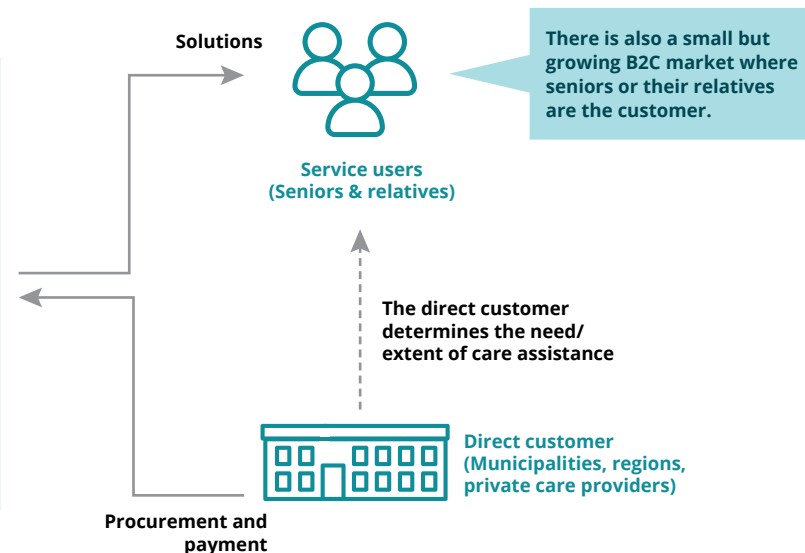 Solutions
There is also a small but
growing B2C market where
seniors or their relatives
are the customer.
Service users
(Seniors & relatives)
The direct customer
determines the need/
extent of care assistance
Direct customer
(Municipalities, regions,
private care providers)
Procurement and
payment